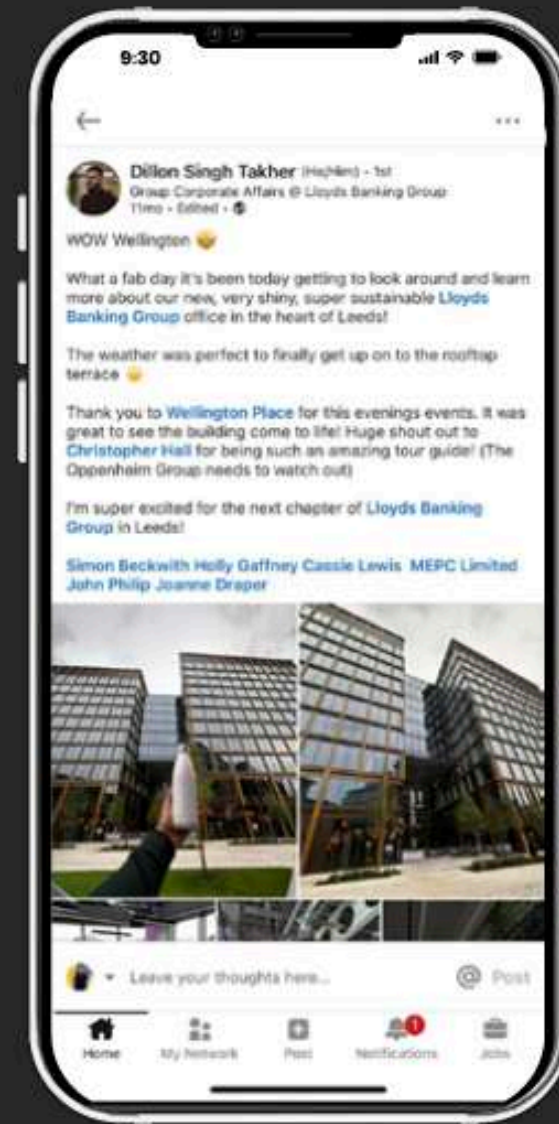 9:30
Dillon Singh Takher (He/Him) • 1st
Group Corporate Affairs @ Lloyds Banking Group
11mo • Edited •
WOW Wellington
What a fab day it's been today getting to look around and learn
more about our new, very shiny, super sustainable Lloyds
Banking Group office in the heart of Leeds!
The weather was perfect to finally get up on to the rooftop
terrace
Thank you to Wellington Place for this evenings events. It was
great to see the building come to life! Huge shout out to
Christopher Hall for being such an amazing tour guide! (The
Oppenheim Group needs to watch out)
I'm super excited for the next chapter of Lloyds Banking
Group in Leeds!
Simon Beckwith Holly Gaffney Cassie Lewis MEPC Limited
John Philip Joanne Draper
Leave your thoughts here... @ Post
1
Home My Network Post Notifications Jobs